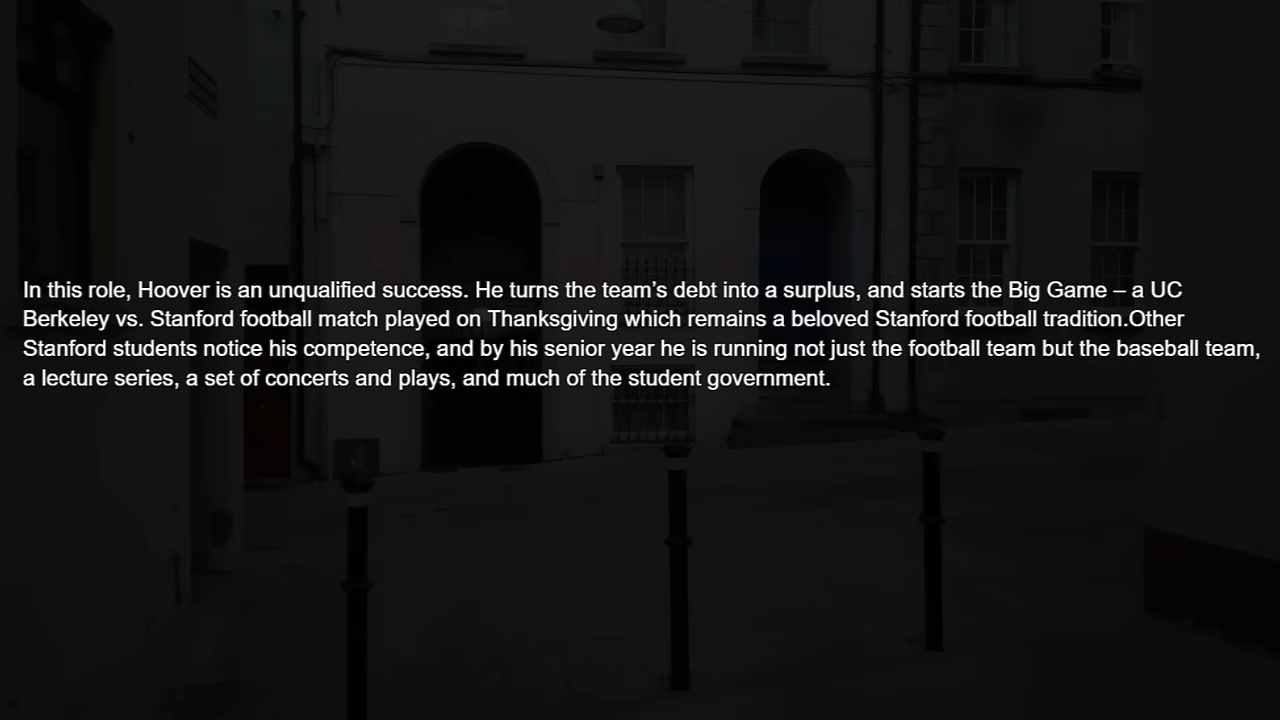 In this role, Hoover is an unqualified success. He turns the team’s debt into a surplus, and starts the Big Game – a UC
Berkeley vs. Stanford football match played on Thanksgiving which remains a beloved Stanford football tradition.Other
Stanford students notice his competence, and by his senior year he is running not just the football team but the baseball team,
a lecture series, a set of concerts and plays, and much of the student government.